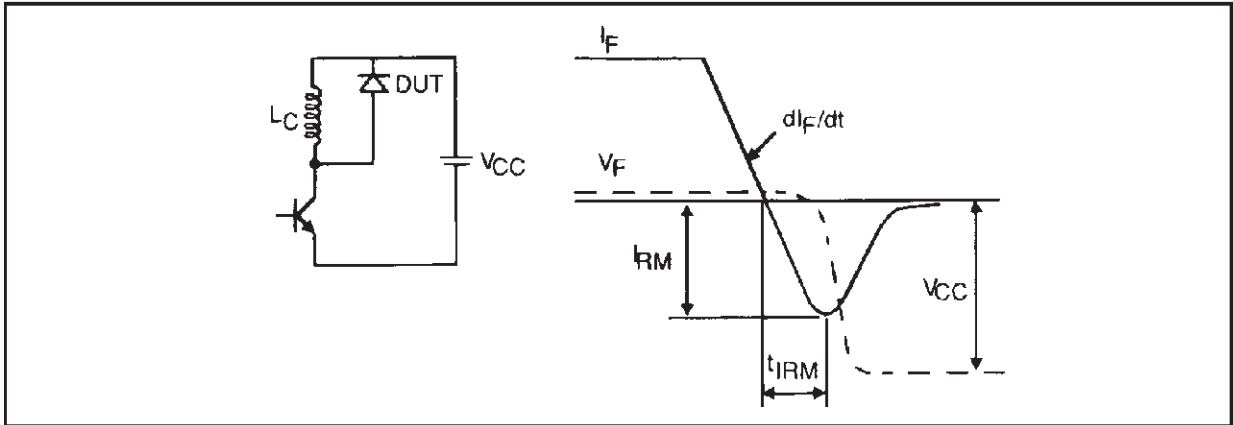 I_F
DUT
L_C
dI_F/dt
V_F
V_CC
I_RM
V_CC
t_IRM